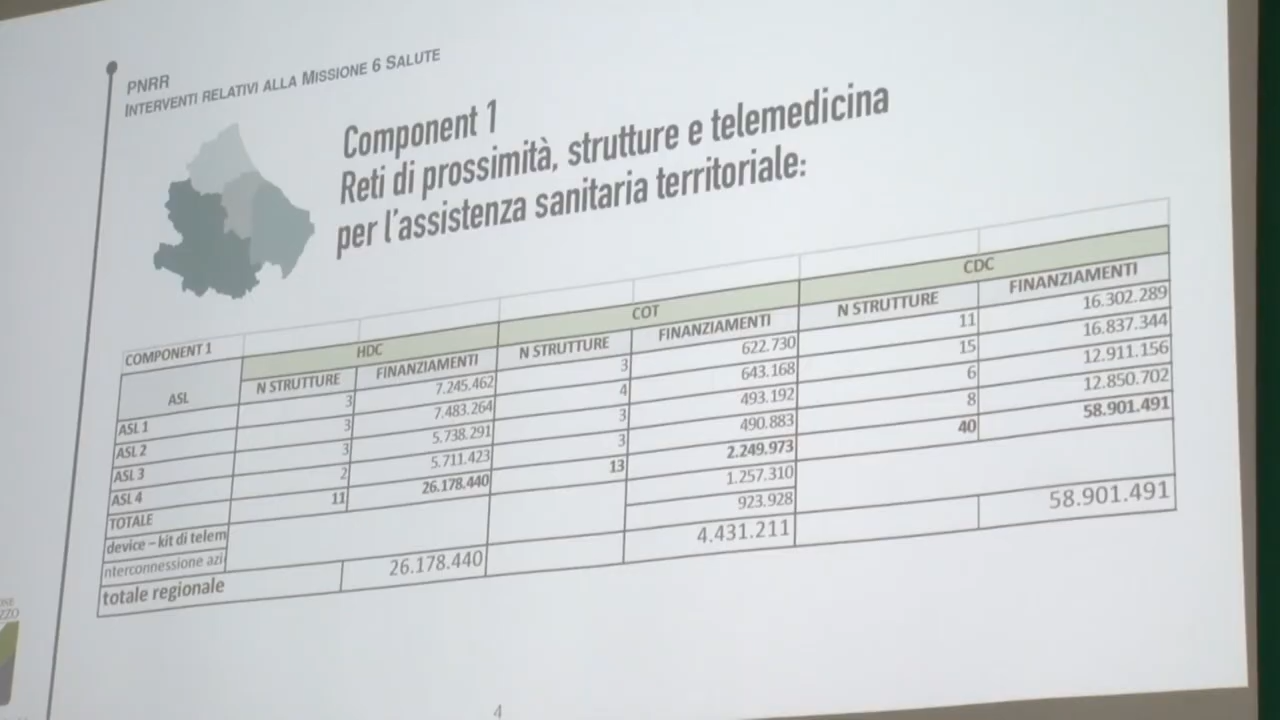 PNRR
INTERVENTI RELATIVI ALLA MISSIONE 6 SALUTE
Component 1
Reti di prossimità, strutture e telemedicina
per l'assistenza sanitaria territoriale:
COMPONENT 1 HDC COT CDC
ASL N STRUTTURE FINANZIAMENTI N STRUTTURE FINANZIAMENTI N STRUTTURE FINANZIAMENTI
ASL 1 3 7.245.462 3 622.730 11 16.302.289
ASL 2 3 7.483.264 4 643.168 15 16.837.344
ASL 3 3 5.738.291 3 493.192 6 12.911.156
ASL 4 2 5.711.423 3 490.883 8 12.850.702
TOTALE 11 26.178.440 13 2.249.973 40 58.901.491
device – kit di telem 1.257.310
nterconnessione azi 923.928
totale regionale 26.178.440 4.431.211 58.901.491
4